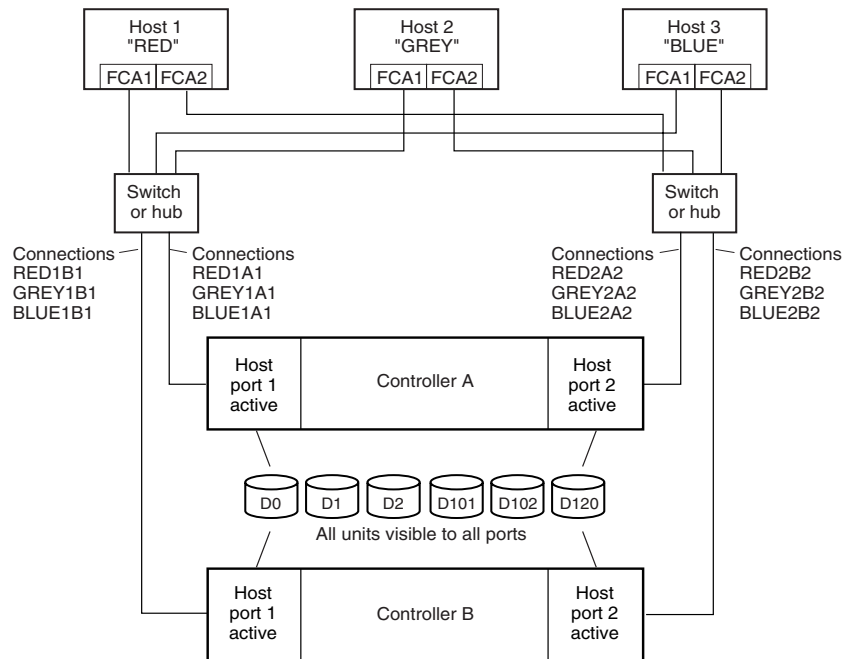 Host 1
"RED"
FCA1 FCA2
Host 2
"GREY"
FCA1 FCA2
Host 3
"BLUE"
FCA1 FCA2
Switch
or hub
Switch
or hub
Connections
RED1B1
GREY1B1
BLUE1B1
Connections
RED1A1
GREY1A1
BLUE1A1
Connections
RED2A2
GREY2A2
BLUE2A2
Connections
RED2B2
GREY2B2
BLUE2B2
Host
port 1
active
Controller A
Host
port 2
active
D0 D1 D2 D101 D102 D120
All units visible to all ports
Host
port 1
active
Controller B
Host
port 2
active